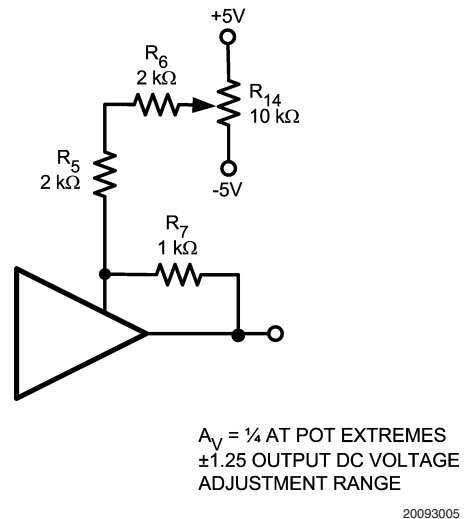 +5V
R6
2 kΩ
R14
10 kΩ
R5
2 kΩ
-5V
R7
1 kΩ
AV = ¼ AT POT EXTREMES
±1.25 OUTPUT DC VOLTAGE
ADJUSTMENT RANGE
20093005